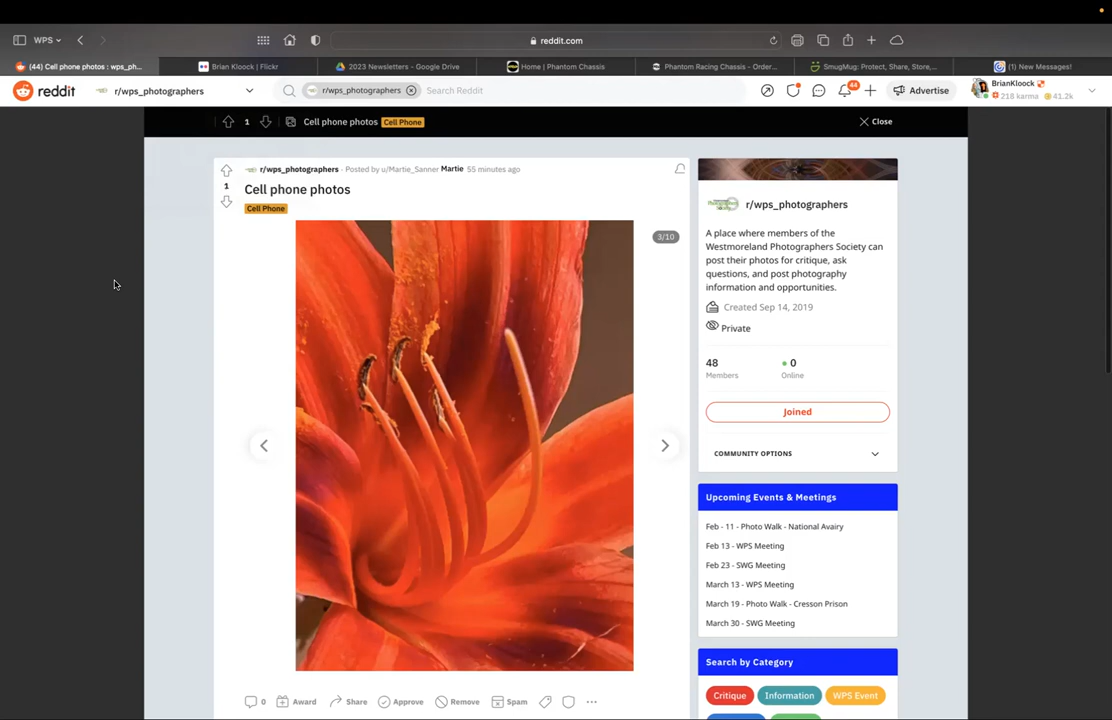 WPS
reddit.com
(44) Cell phone photos : wps_ph...
Brian Kloock | Flickr
2023 Newsletters - Google Drive
Home | Phantom Chassis
Phantom Racing Chassis - Order...
SmugMug: Protect, Share, Store,...
(1) New Messages!
reddit
r/wps_photographers
r/wps_photographers
Search Reddit
44
Advertise
BrianKloock
218 karma
41.2k
1
Cell phone photos
Cell Phone
Close
r/wps_photographers · Posted by u/Martie_Sanner Martie 55 minutes ago
1
Cell phone photos
Cell Phone
3/10
0
Award
Share
Approve
Remove
Spam
r/wps_photographers
A place where members of the
Westmoreland Photographers Society can
post their photos for critique, ask
questions, and post photography
information and opportunities.
Created Sep 14, 2019
Private
48
Members
0
Online
Joined
COMMUNITY OPTIONS
Upcoming Events & Meetings
Feb - 11 - Photo Walk - National Avairy
Feb 13 - WPS Meeting
Feb 23 - SWG Meeting
March 13 - WPS Meeting
March 19 - Photo Walk - Cresson Prison
March 30 - SWG Meeting
Search by Category
Critique
Information
WPS Event